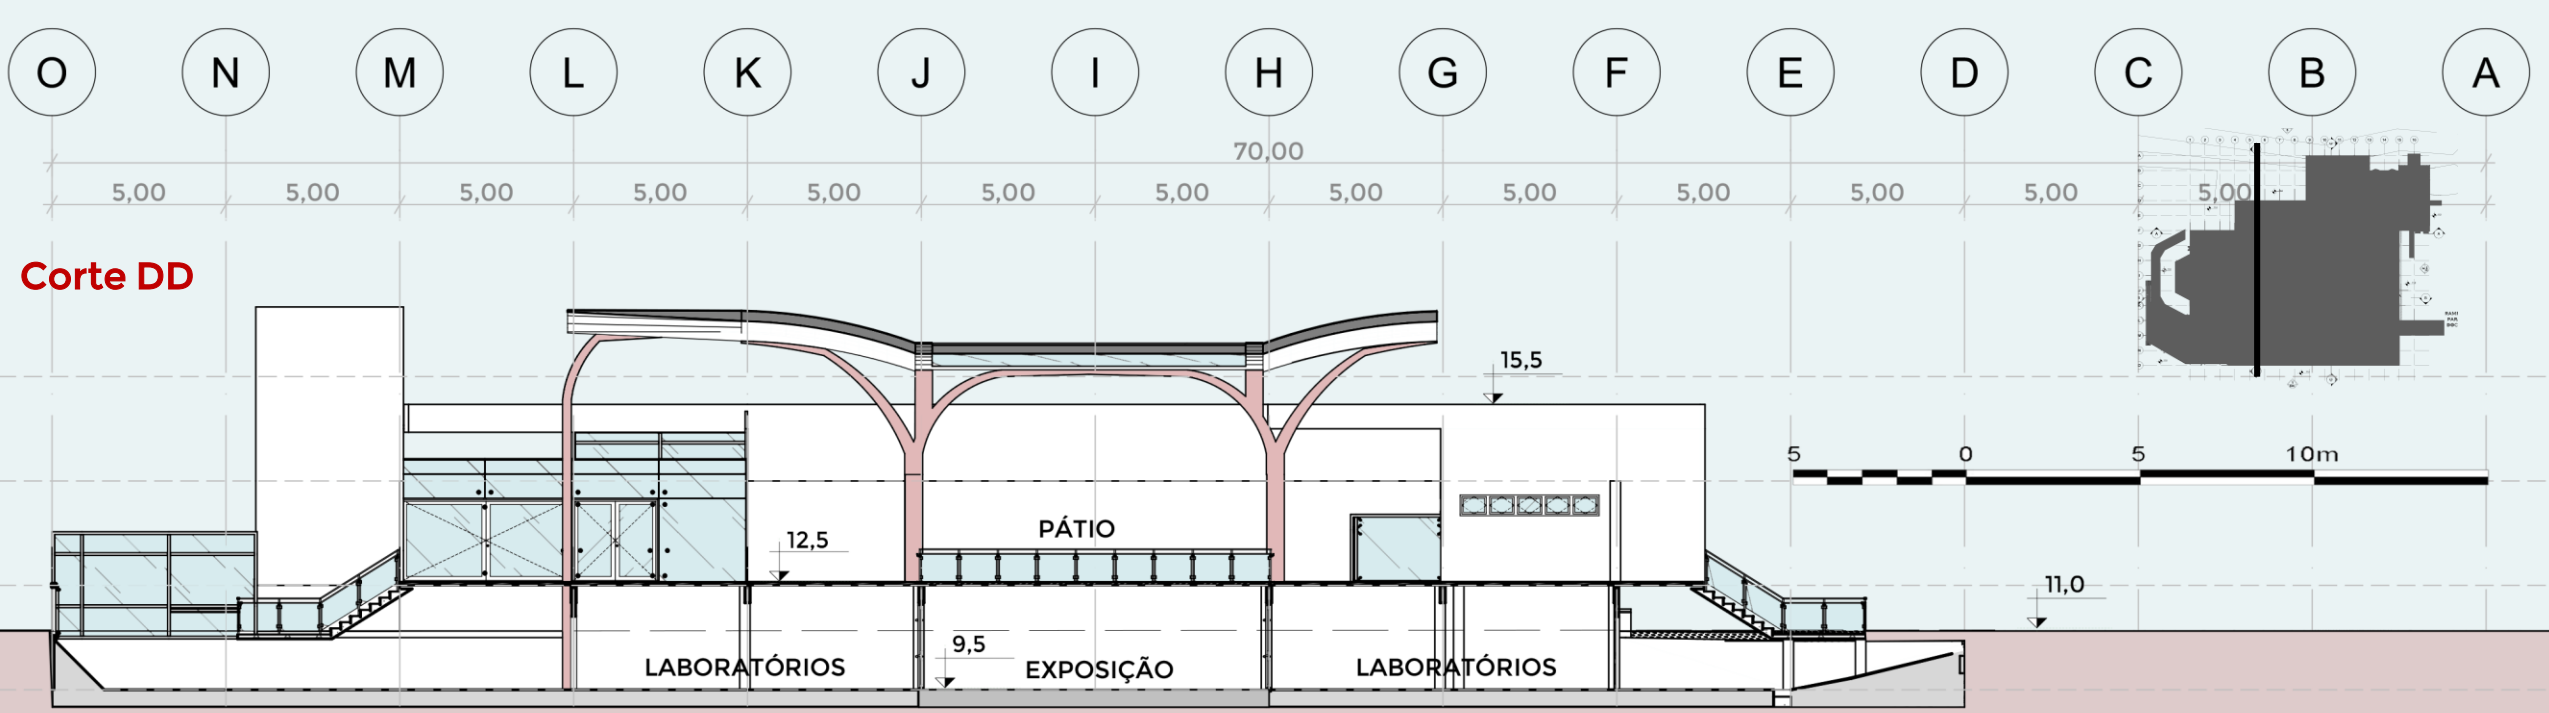 O N M L K J I H G F E D C B A
70,00
5,00 5,00 5,00 5,00 5,00 5,00 5,00 5,00 5,00 5,00 5,00 5,00 5,00
Corte DD
15,5
5 0 5 10m
PÁTIO
12,5
11,0
9,5
LABORATÓRIOS EXPOSIÇÃO LABORATÓRIOS